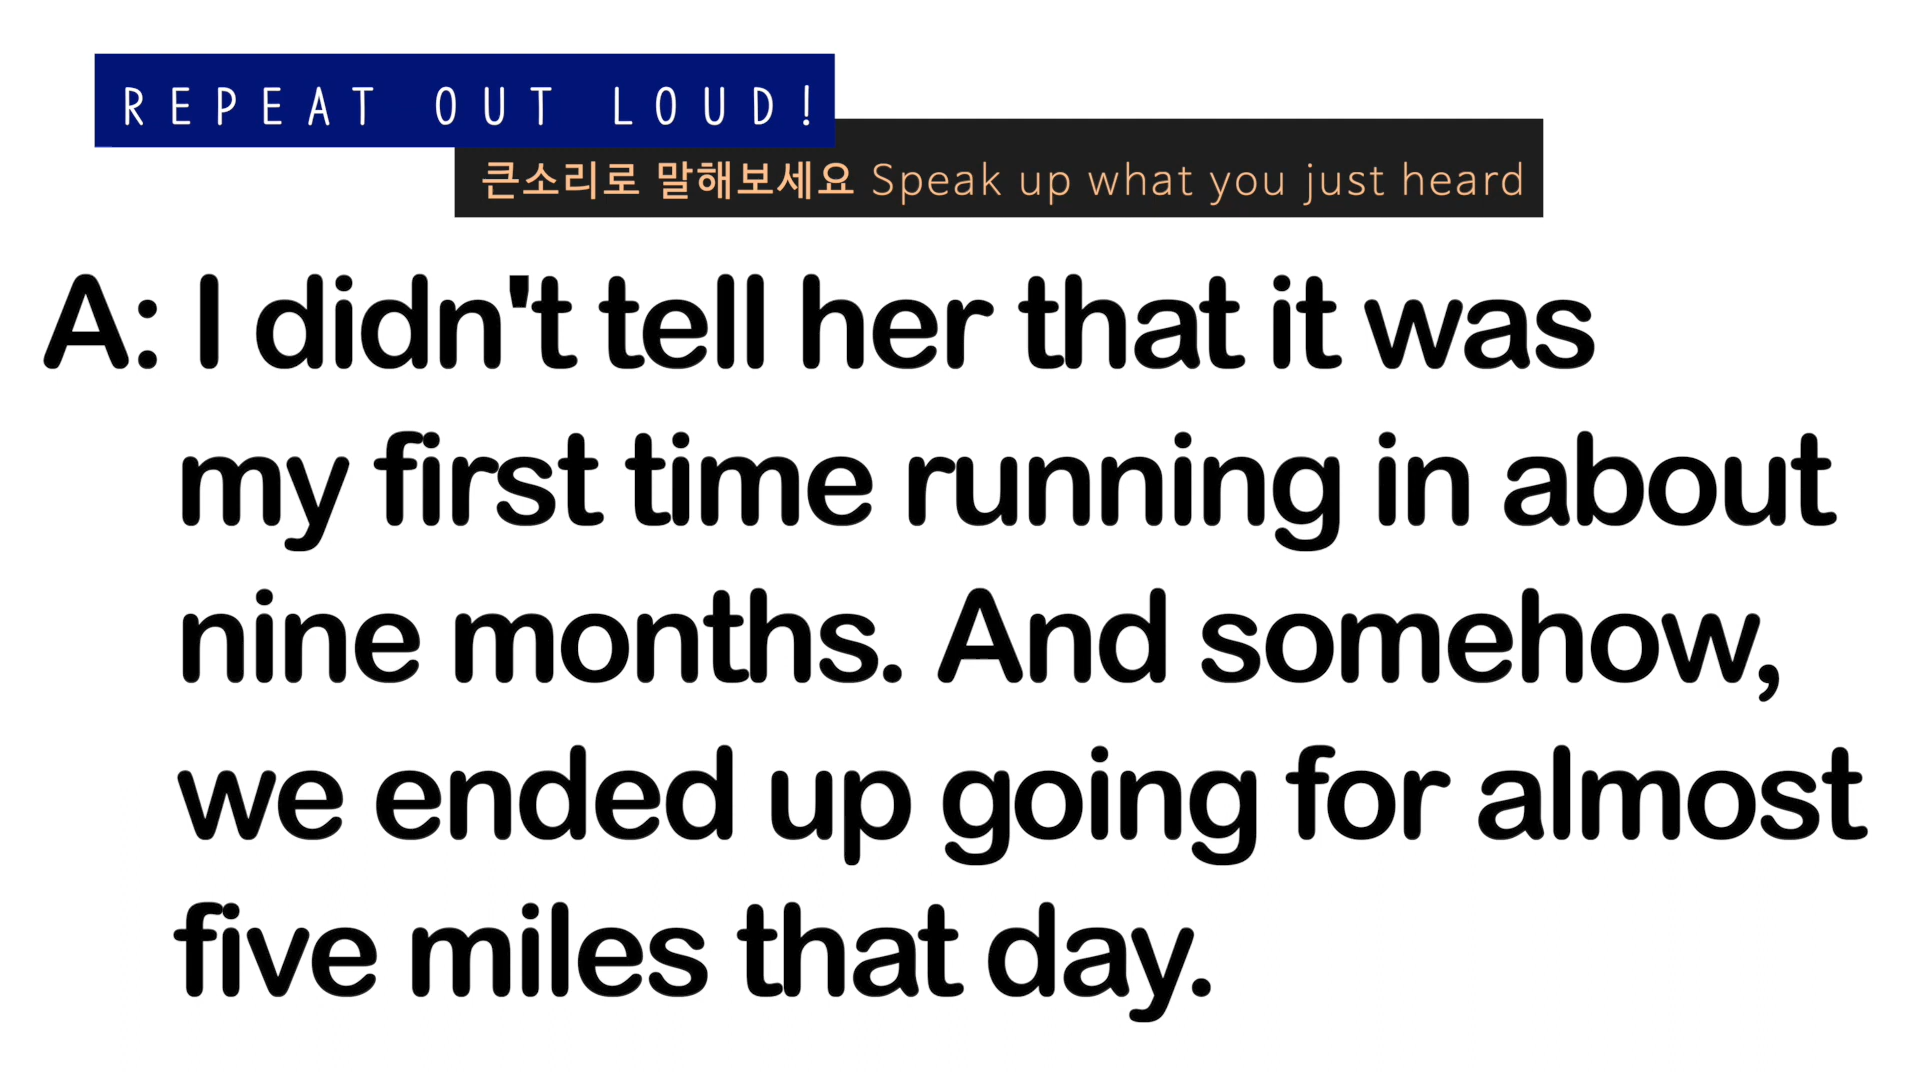 REPEAT OUT LOUD!
큰소리로 말해보세요 Speak up what you just heard
A: I didn't tell her that it was
my first time running in about
nine months. And somehow,
we ended up going for almost
five miles that day.